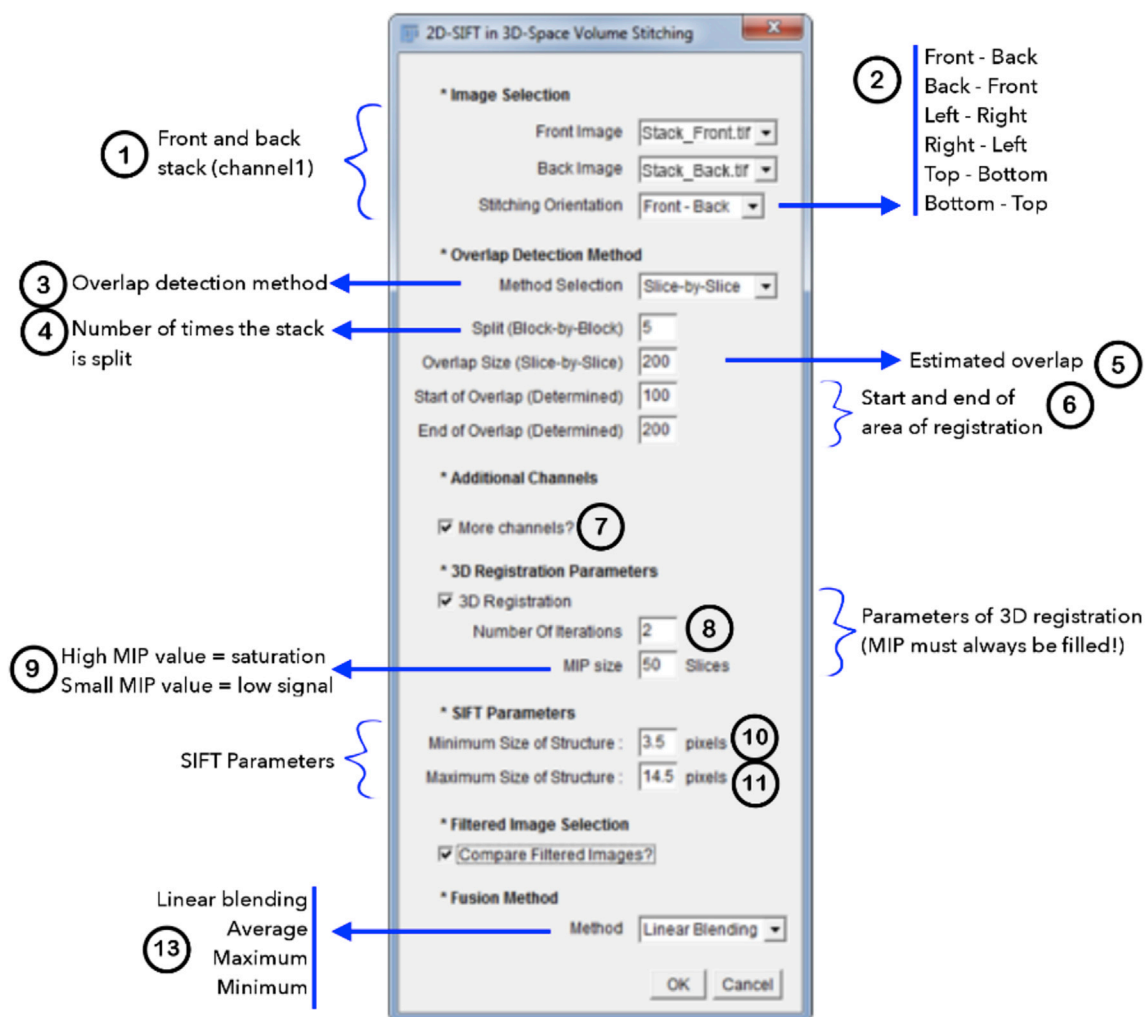 2D-SIFT in 3D-Space Volume Stitching
x
* Image Selection
1 Front and back
stack (channel1)
Front Image Stack_Front.tif
Back Image Stack_Back.tif
Stitching Orientation Front - Back
2
Front - Back
Back - Front
Left - Right
Right - Left
Top - Bottom
Bottom - Top
* Overlap Detection Method
3 Overlap detection method
Method Selection Slice-by-Slice
4 Number of times the stack
is split
Split (Block-by-Block) 5
Overlap Size (Slice-by-Slice) 200
Estimated overlap 5
Start of Overlap (Determined) 100
End of Overlap (Determined) 200
Start and end of
area of registration 6
* Additional Channels
More channels? 7
* 3D Registration Parameters
3D Registration
Number Of Iterations 2 8
Parameters of 3D registration
(MIP must always be filled!)
9 High MIP value = saturation
Small MIP value = low signal
MIP size 50 Slices
* SIFT Parameters
SIFT Parameters
Minimum Size of Structure : 3.5 pixels 10
Maximum Size of Structure : 14.5 pixels 11
* Filtered Image Selection
Compare Filtered Images?
* Fusion Method
13
Linear blending
Average
Maximum
Minimum
Method Linear Blending
OK Cancel